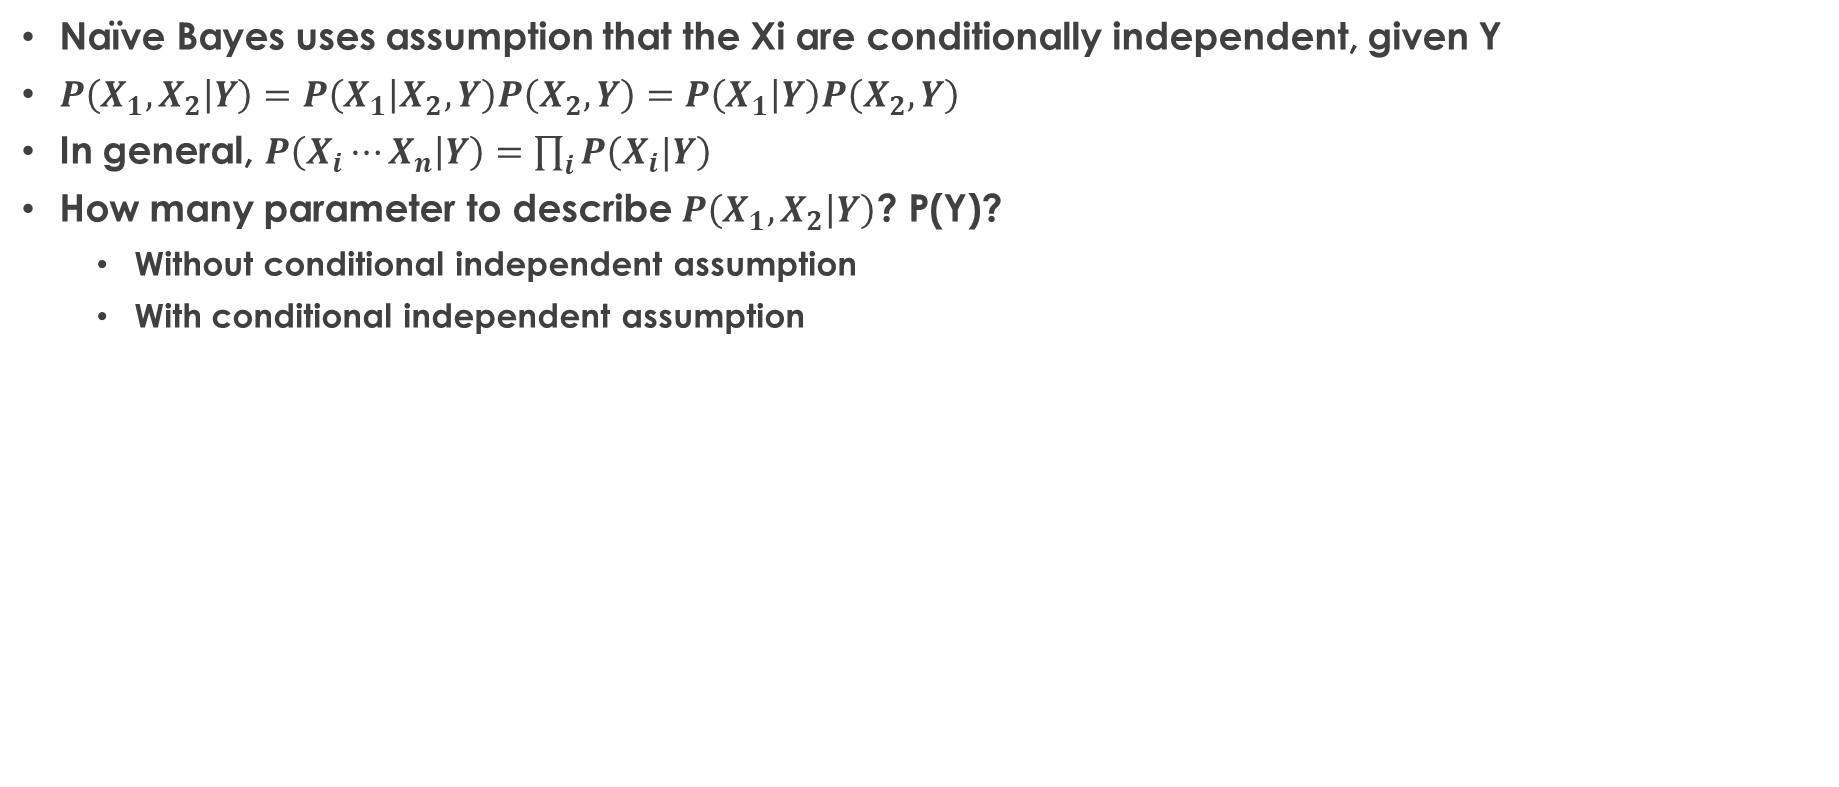 • Naïve Bayes uses assumption that the Xi are conditionally independent, given Y
• P(X₁, X₂|Y) = P(X₁|X₂, Y)P(X₂, Y) = P(X₁|Y)P(X₂, Y)
• In general, P(Xᵢ ⋯ Xₙ|Y) = ∏ᵢ P(Xᵢ|Y)
• How many parameter to describe P(X₁, X₂|Y)? P(Y)?
• Without conditional independent assumption
• With conditional independent assumption